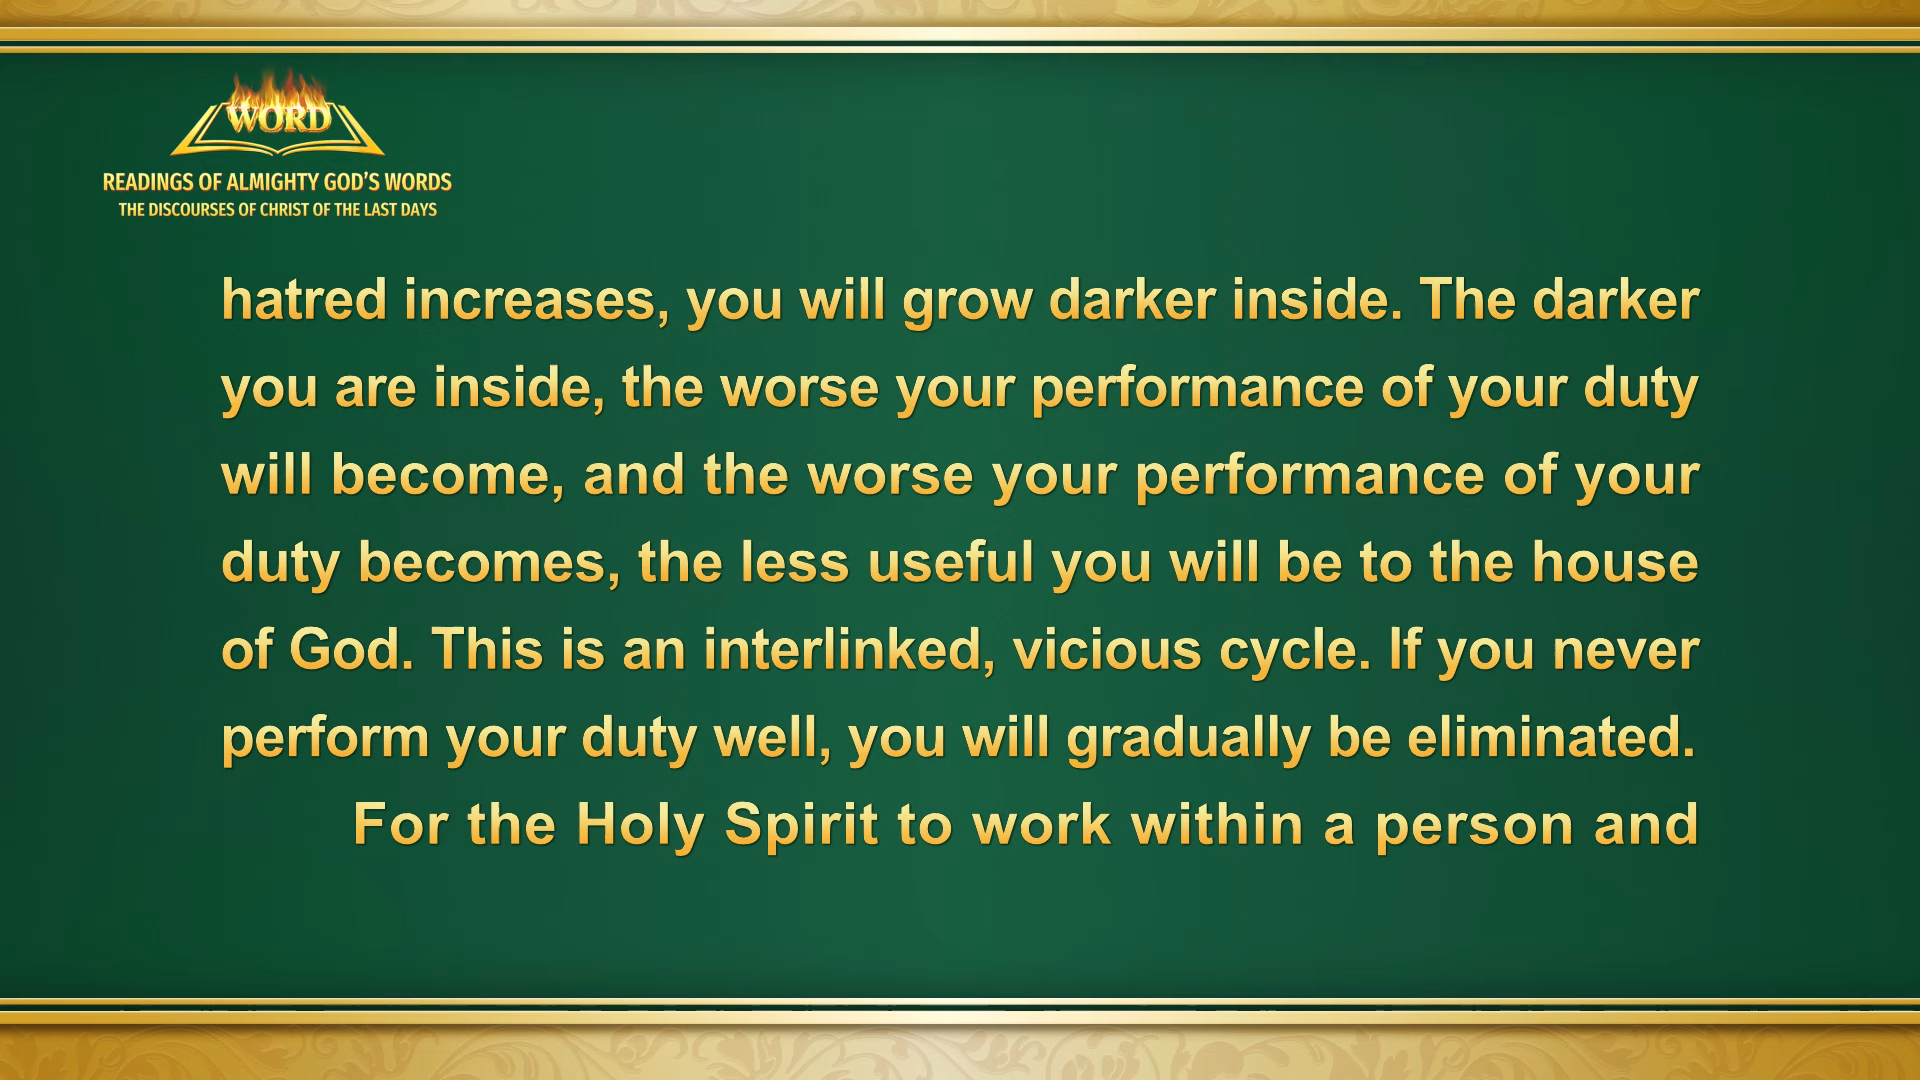 WORD
READINGS OF ALMIGHTY GOD'S WORDS
THE DISCOURSES OF CHRIST OF THE LAST DAYS
hatred increases, you will grow darker inside. The darker
you are inside, the worse your performance of your duty
will become, and the worse your performance of your
duty becomes, the less useful you will be to the house
of God. This is an interlinked, vicious cycle. If you never
perform your duty well, you will gradually be eliminated.
For the Holy Spirit to work within a person and